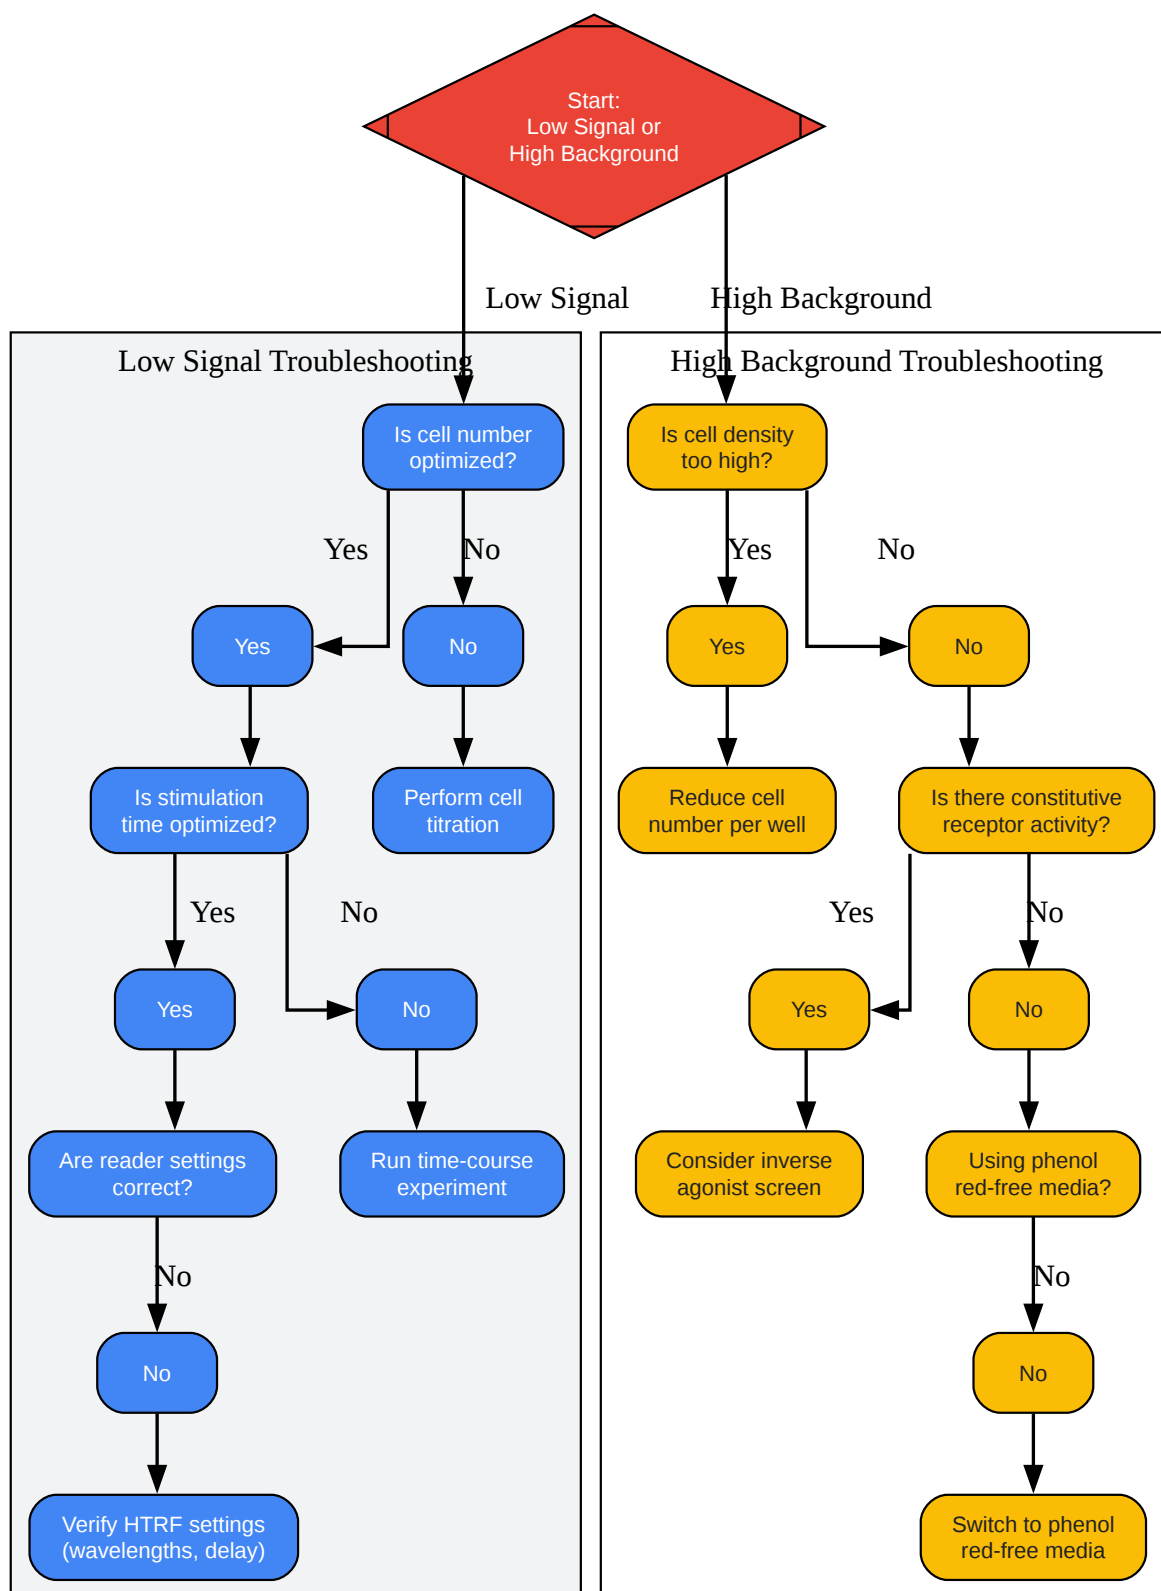 Start:
Low Signal or
High Background
Low Signal
High Background
Low Signal Troubleshooting
Is cell number
optimized?
Yes
No
Yes
No
Is stimulation
time optimized?
Perform cell
titration
Yes
No
Yes
No
Are reader settings
correct?
Run time-course
experiment
No
No
Verify HTRF settings
(wavelengths, delay)
High Background Troubleshooting
Is cell density
too high?
Yes
No
Yes
No
Reduce cell
number per well
Is there constitutive
receptor activity?
Yes
No
Yes
No
Consider inverse
agonist screen
Using phenol
red-free media?
No
No
Switch to phenol
red-free media